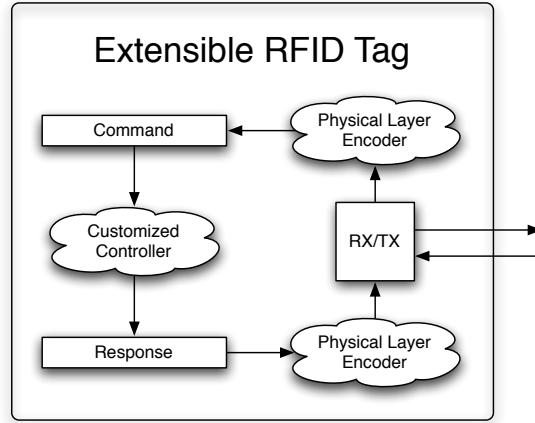 Extensible RFID Tag
Command
Physical Layer
Encoder
Customized
Controller
RX/TX
Response
Physical Layer
Encoder